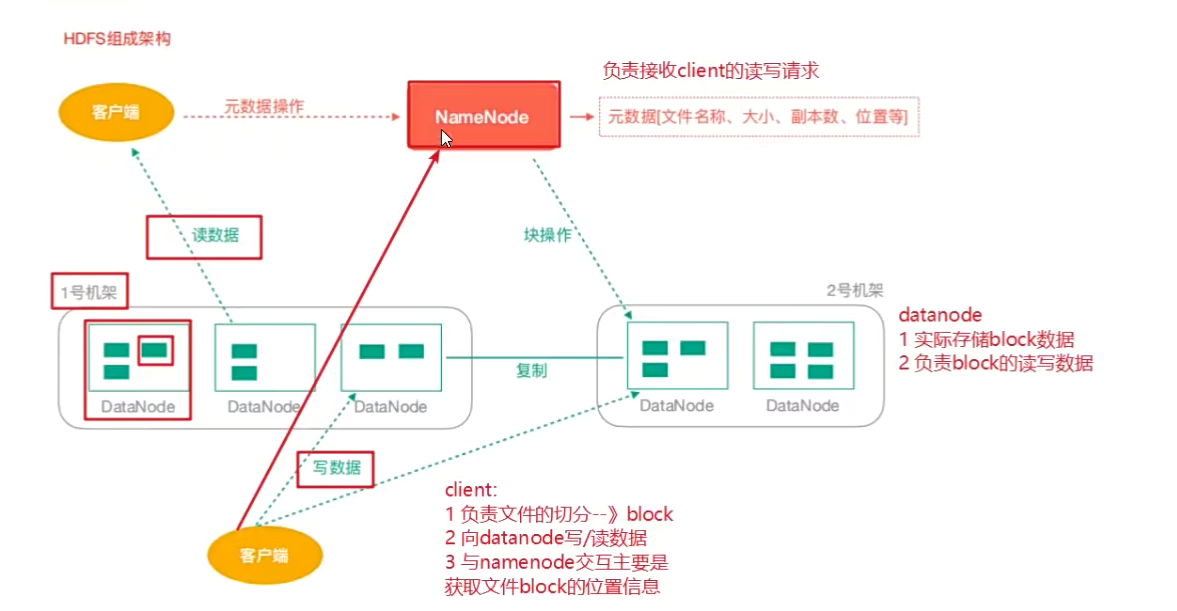 HDFS组成架构
负责接收client的读写请求
客户端
元数据操作
NameNode
元数据[文件名称、大小、副本数、位置等]
读数据
块操作
1号机架
2号机架
datanode
1 实际存储block数据
2 负责block的读写数据
复制
DataNode
DataNode
DataNode
DataNode
DataNode
写数据
client:
1 负责文件的切分--》block
2 向datanode写/读数据
3 与namenode交互主要是
获取文件block的位置信息
客户端